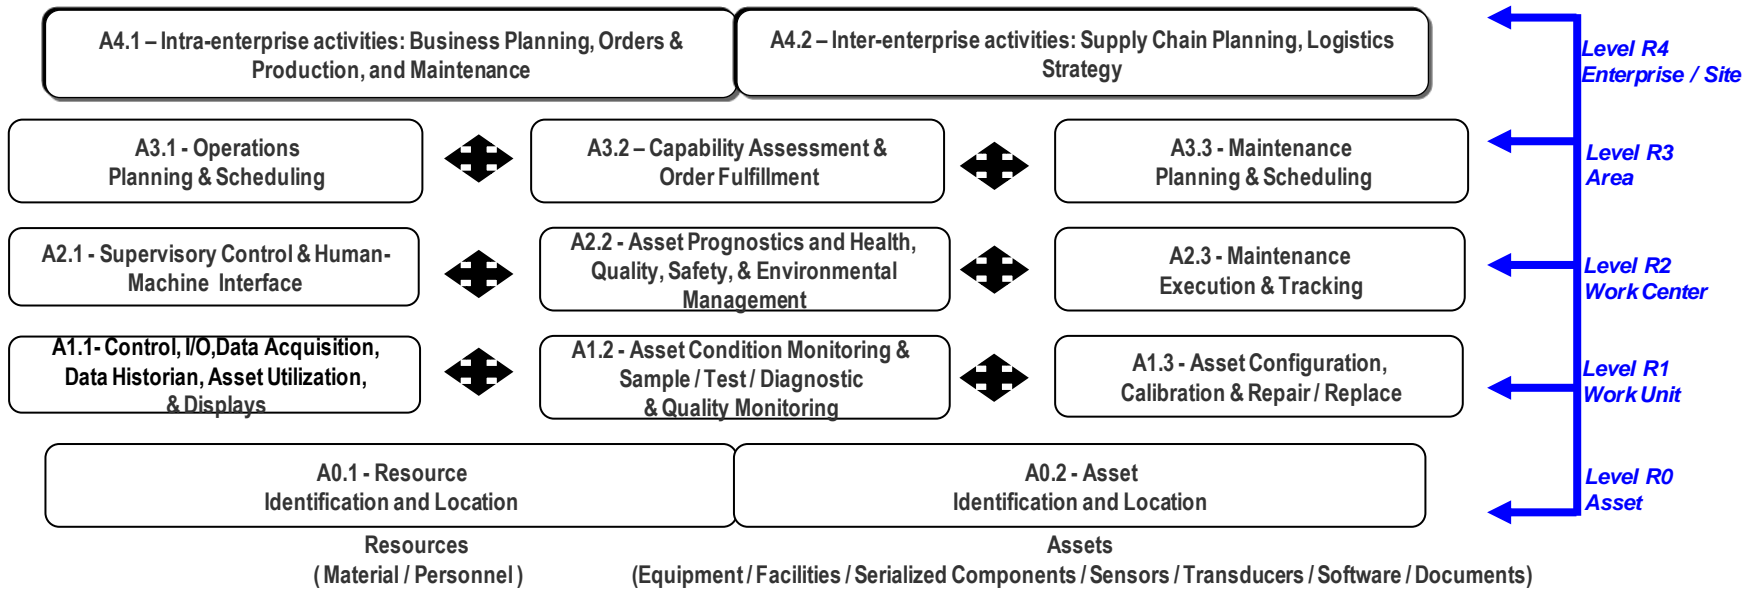 A4.1 – Intra-enterprise activities: Business Planning, Orders &
Production, and Maintenance
A4.2 – Inter-enterprise activities: Supply Chain Planning, Logistics
Strategy
Level R4
Enterprise / Site
A3.1 - Operations
Planning & Scheduling
A3.2 – Capability Assessment &
Order Fulfillment
A3.3 - Maintenance
Planning & Scheduling
Level R3
Area
A2.1 - Supervisory Control & Human-
Machine Interface
A2.2 - Asset Prognostics and Health,
Quality, Safety, & Environmental
Management
A2.3 - Maintenance
Execution & Tracking
Level R2
Work Center
A1.1- Control, I/O,Data Acquisition,
Data Historian, Asset Utilization,
& Displays
A1.2 - Asset Condition Monitoring &
Sample / Test / Diagnostic
& Quality Monitoring
A1.3 - Asset Configuration,
Calibration & Repair / Replace
Level R1
Work Unit
A0.1 - Resource
Identification and Location
A0.2 - Asset
Identification and Location
Level R0
Asset
Resources
( Material / Personnel )
Assets
(Equipment / Facilities / Serialized Components / Sensors / Transducers / Software / Documents)